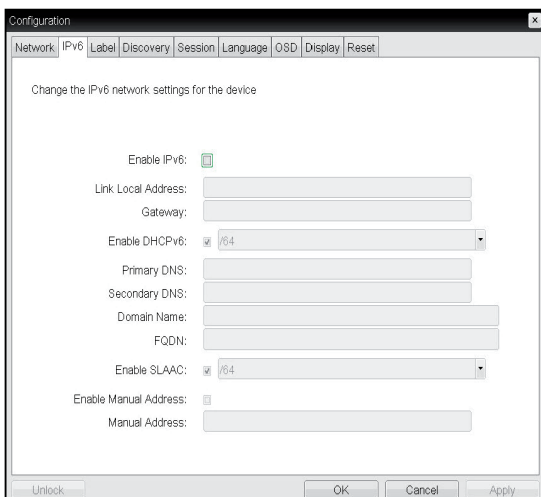 Configuration
Network IPv6 Label Discovery Session Language OSD Display Reset
Change the IPv6 network settings for the device
Enable IPv6:
Link Local Address:
Gateway:
Enable DHCPv6: /64
Primary DNS:
Secondary DNS:
Domain Name:
FQDN:
Enable SLAAC: /64
Enable Manual Address:
Manual Address:
Unlock OK Cancel Apply